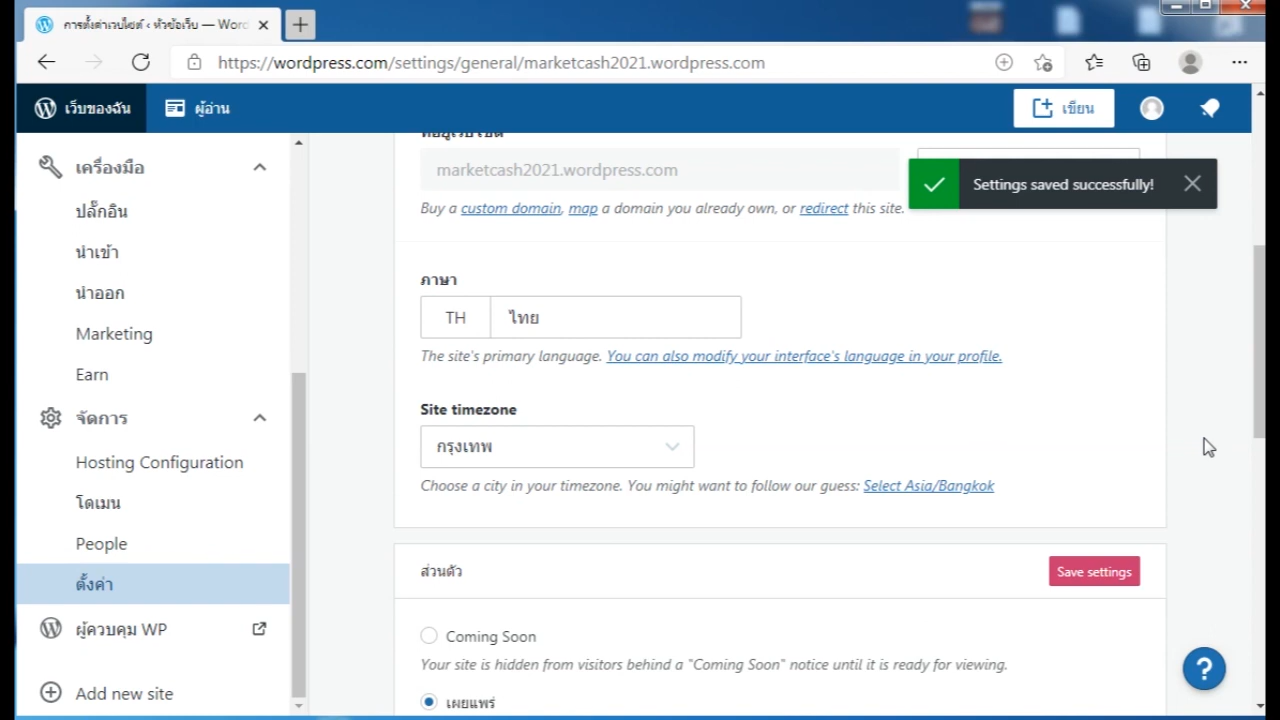 การตั้งค่าเว็บไซต์ ‹ หัวข้อเว็บ — Word
https://wordpress.com/settings/general/marketcash2021.wordpress.com
เว็บของฉัน
ผู้อ่าน
เขียน
เครื่องมือ
ปลั๊กอิน
นำเข้า
นำออก
Marketing
Earn
จัดการ
Hosting Configuration
โดเมน
People
ตั้งค่า
ผู้ควบคุม WP
Add new site
marketcash2021.wordpress.com
Settings saved successfully!
Buy a custom domain, map a domain you already own, or redirect this site.
ภาษา
TH ไทย
The site's primary language. You can also modify your interface's language in your profile.
Site timezone
กรุงเทพ
Choose a city in your timezone. You might want to follow our guess: Select Asia/Bangkok
ส่วนตัว
Save settings
Coming Soon
Your site is hidden from visitors behind a "Coming Soon" notice until it is ready for viewing.
เผยแพร่